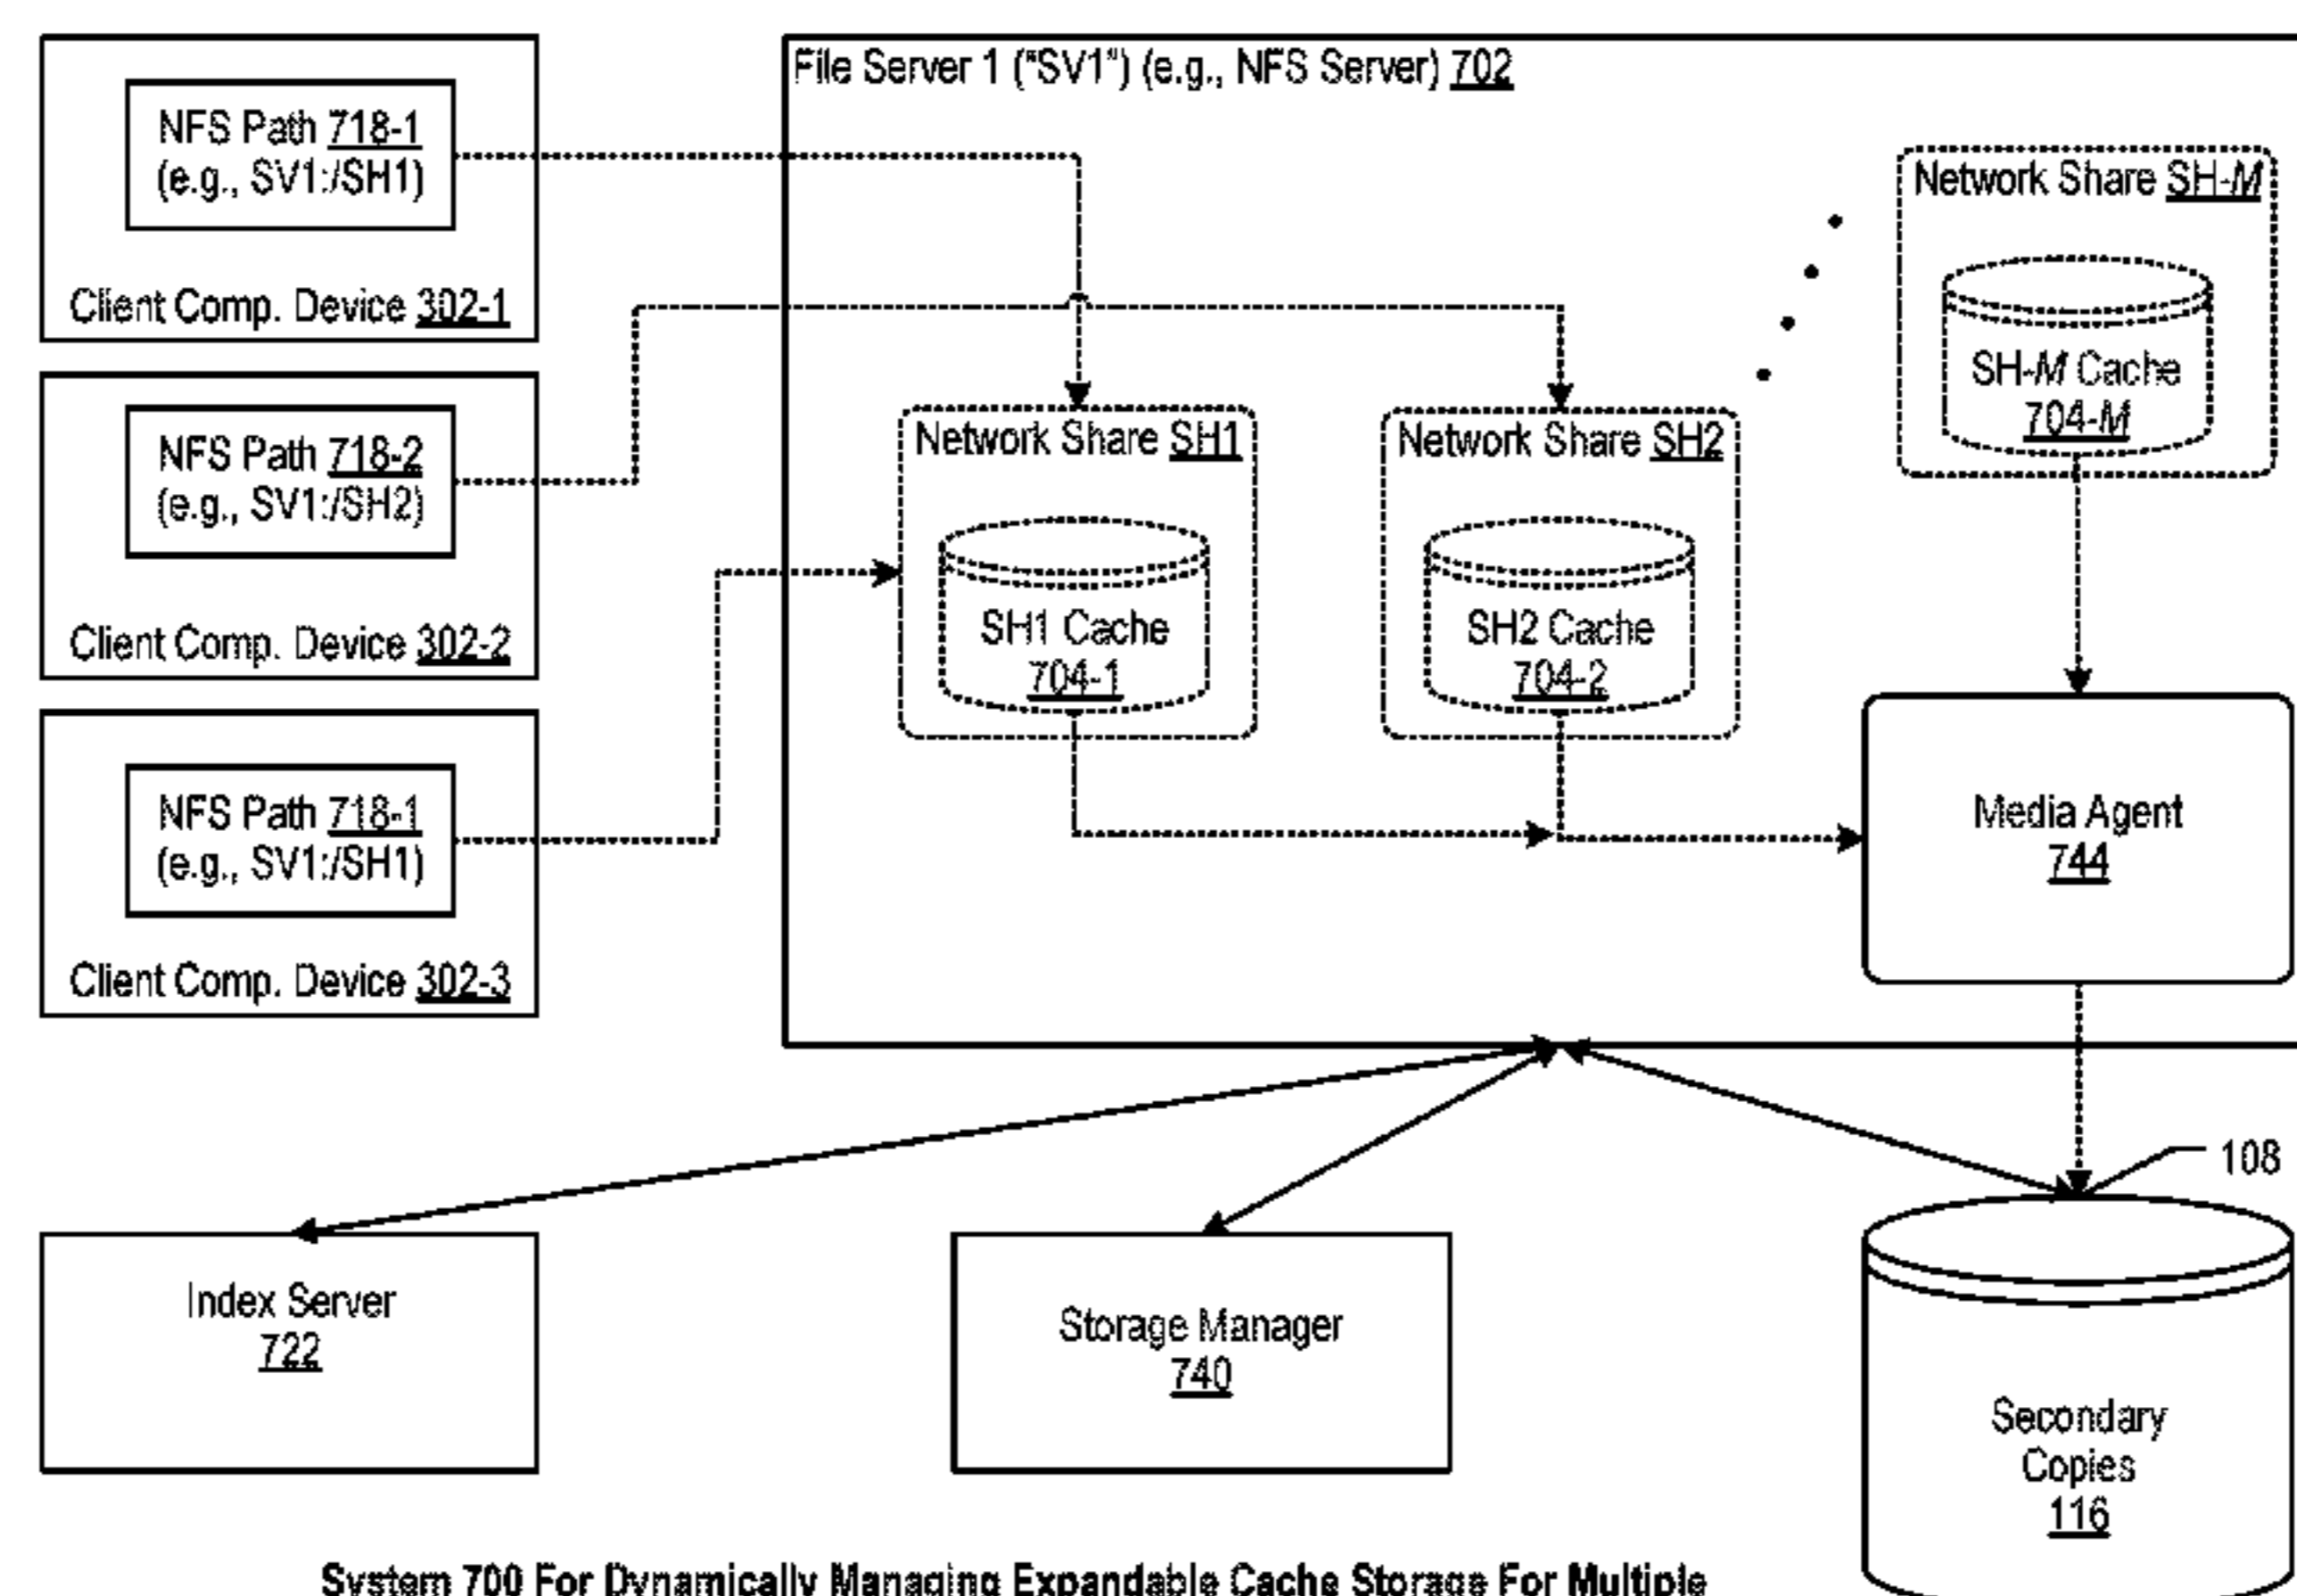 File Server 1 ("SV1") (e.g., NFS Server) 702
NFS Path 718-1
(e.g., SV1:/SH1)
Client Comp. Device 302-1
NFS Path 718-2
(e.g., SV1:/SH2)
Client Comp. Device 302-2
NFS Path 718-1
(e.g., SV1:/SH1)
Client Comp. Device 302-3
Network Share SH1
SH1 Cache
704-1
Network Share SH2
SH2 Cache
704-2
Network Share SH-M
SH-M Cache
704-M
Media Agent
744
108
Index Server
722
Storage Manager
740
Secondary
Copies
116
System 700 For Dynamically Managing Expandable Cache Storage For Multiple